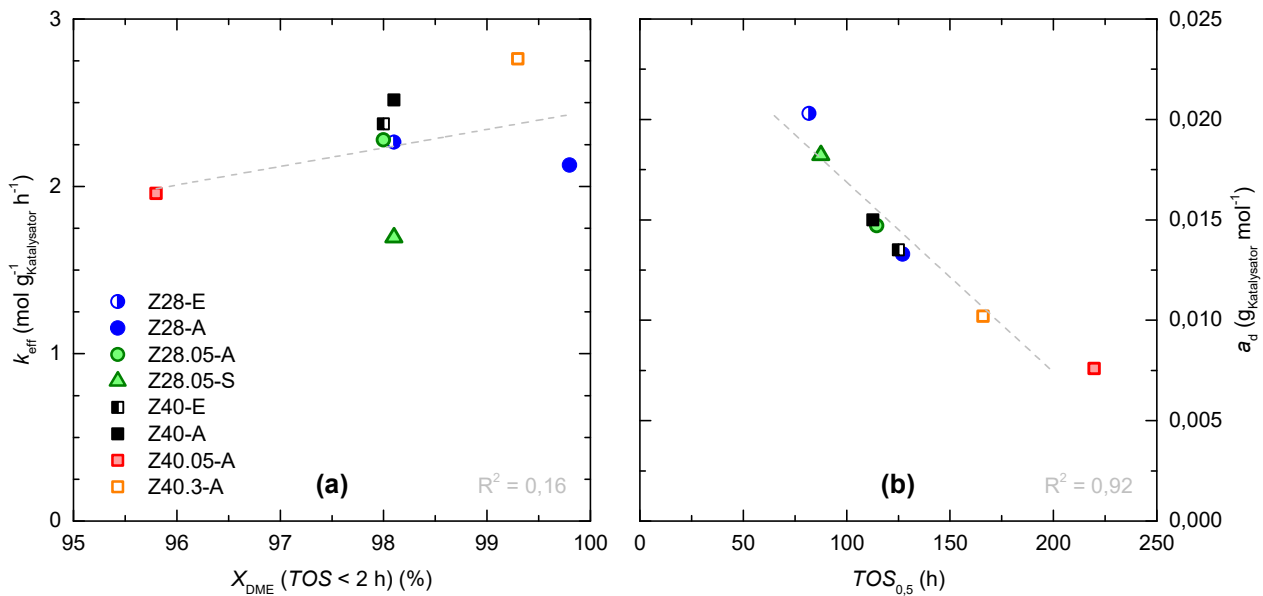 3
2
1
0
k_eff (mol g_Katalysator^-1 h^-1)
Z28-E
Z28-A
Z28.05-A
Z28.05-S
Z40-E
Z40-A
Z40.05-A
Z40.3-A
(a)
R² = 0,16
95 96 97 98 99 100
X_DME (TOS < 2 h) (%)
(b)
R² = 0,92
0 50 100 150 200 250
TOS_0,5 (h)
0,025
0,020
0,015
0,010
0,005
0,000
a_d (g_Katalysator mol^-1)